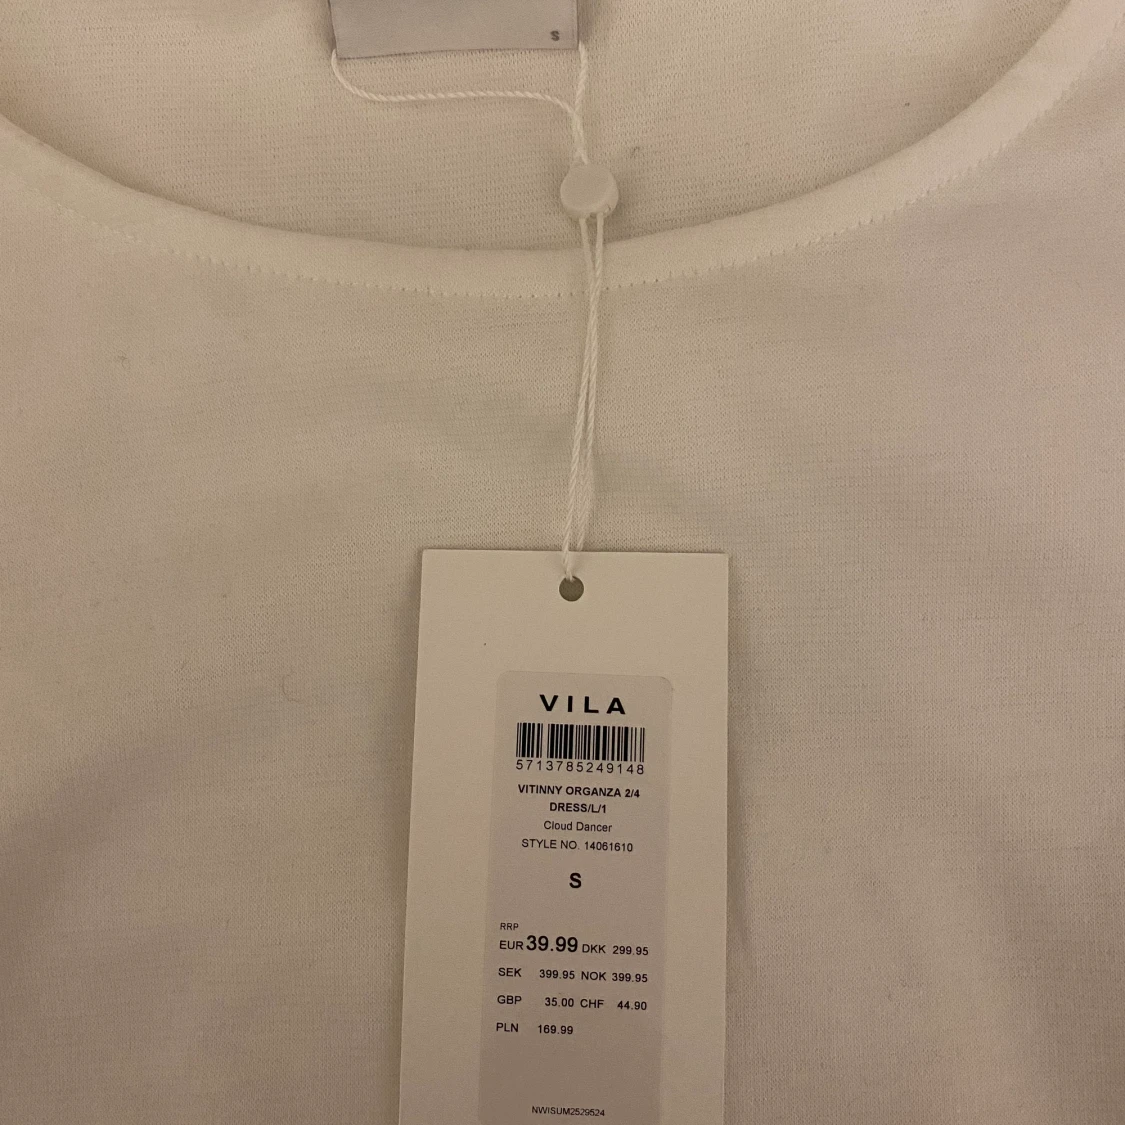 S
VILA
5713785249148
VITINNY ORGANZA 2/4
DRESS/L/1
Cloud Dancer
STYLE NO. 14061610
S
RRP
EUR 39.99 DKK 299.95
SEK 399.95 NOK 399.95
GBP 35.00 CHF 44.90
PLN 169.99
NWISUM2529524